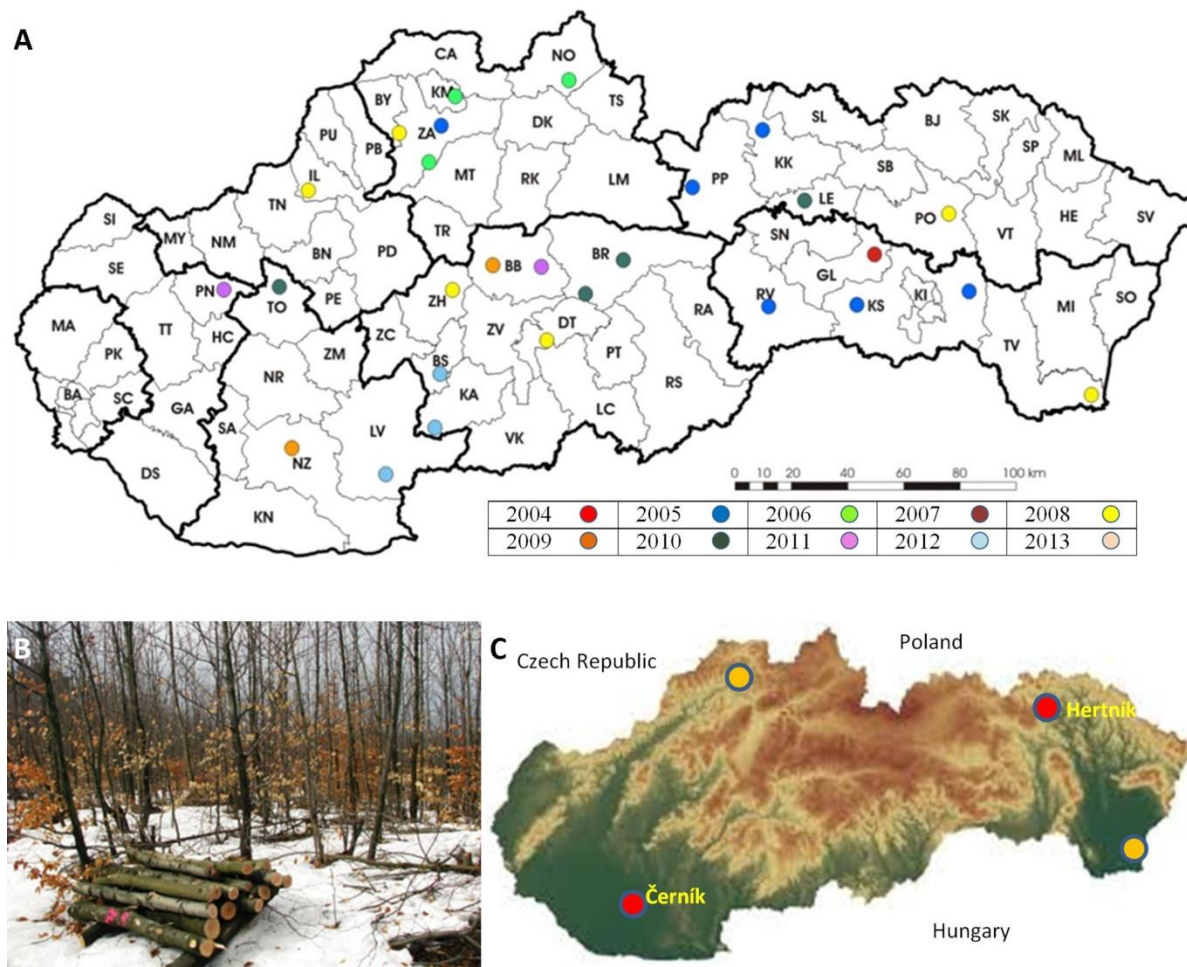 A
CA
NO
BY
KM
TS
PU
PB
ZA
DK
IL
MT
RK
LM
TN
TR
PD
BN
SI
MY
NM
SE
PN
TO
PE
MA
TT
HC
PK
BA
SC
GA
DS
NR
ZM
SA
NZ
KN
LV
BB
BR
ZH
ZC
ZV
DT
BS
PT
KA
VK
LC
RS
RA
SL
BJ
SK
SP
ML
PP
KK
SB
LE
PO
VT
HE
SV
SN
GL
RV
KS
KI
TV
MI
SO
0 20 40 60 80 100 km
2004 2005 2006 2007 2008
2009 2010 2011 2012 2013
B
C
Czech Republic
Poland
Hertník
Černík
Hungary